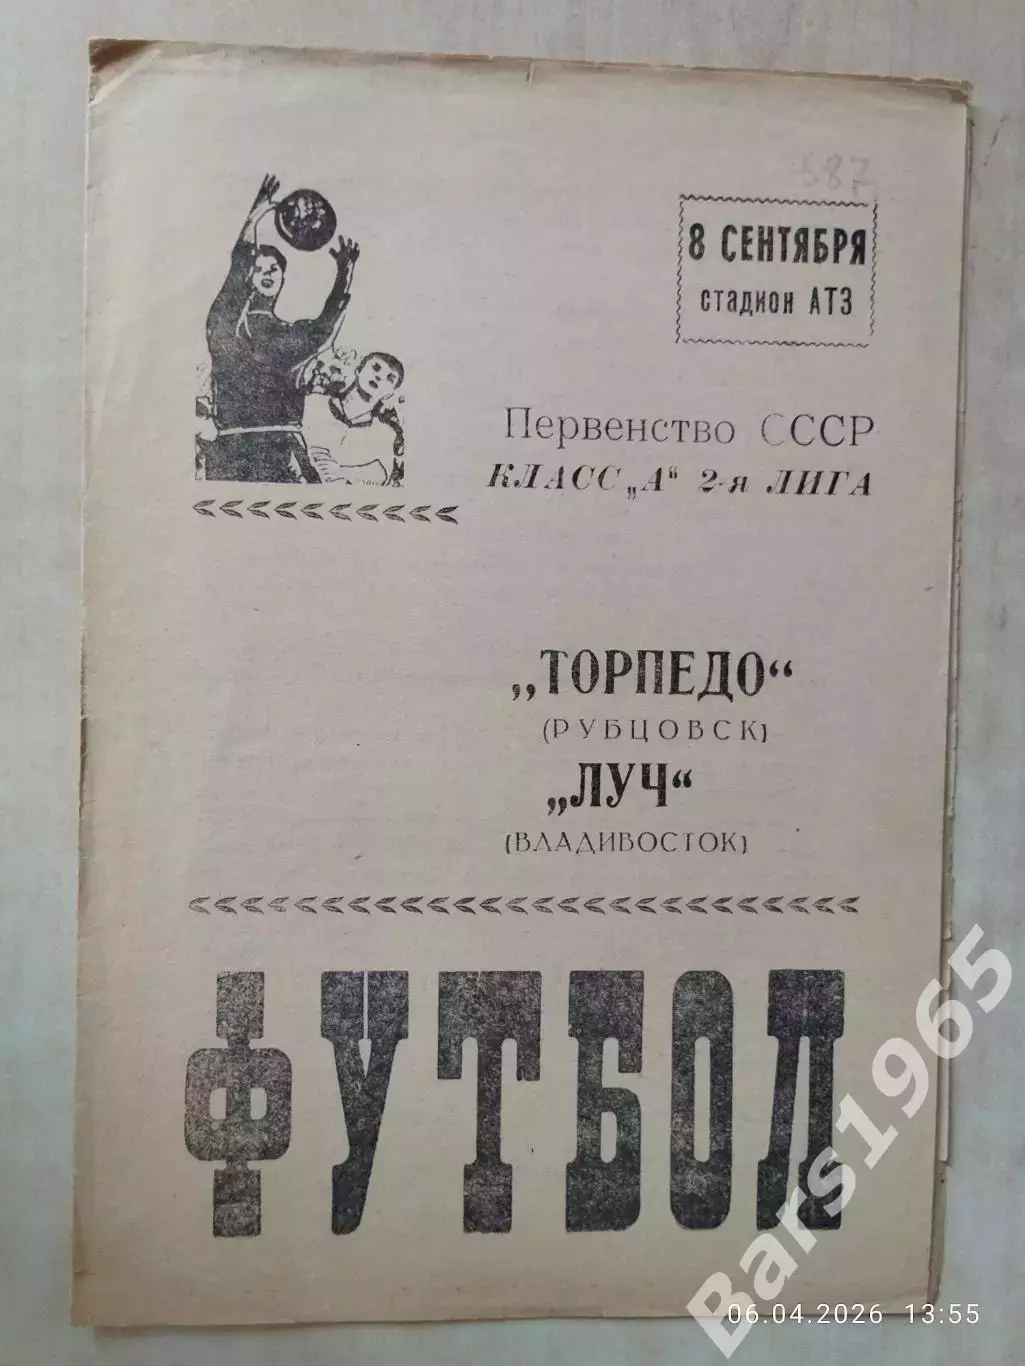 587
8 СЕНТЯБРЯ
стадион АТЗ
Первенство СССР
КЛАСС „А“ 2-я ЛИГА
„ТОРПЕДО“
(РУБЦОВСК)
„ЛУЧ“
(ВЛАДИВОСТОК)
ФУТБОЛ
Bars1965
06.04.2026 13:55